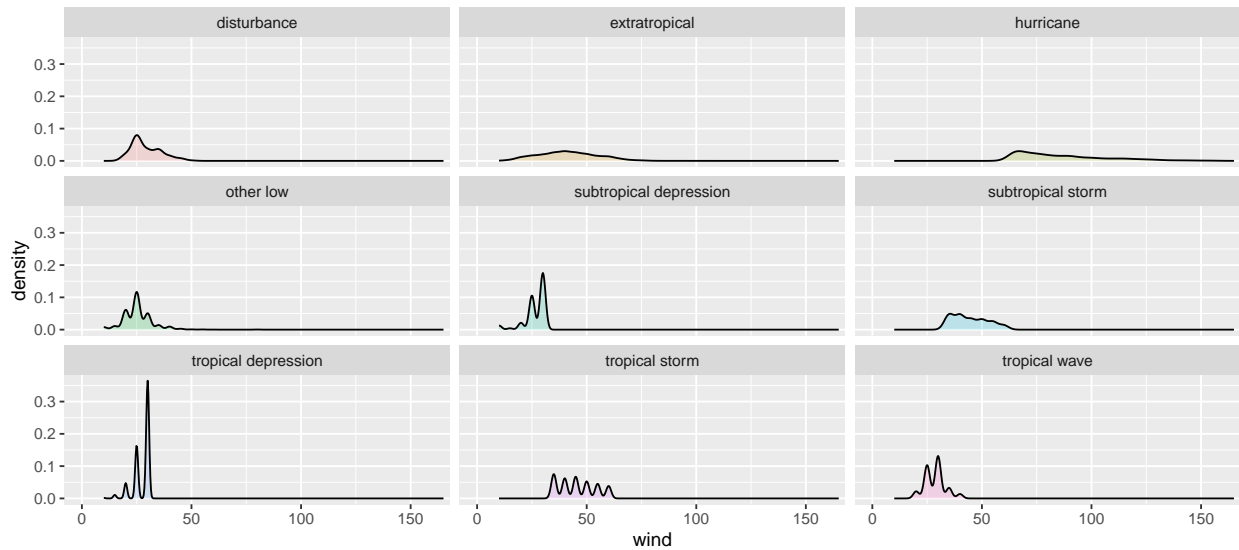 disturbance extratropical hurricane
0.3
0.2
0.1
0.0
other low subtropical depression subtropical storm
0.3
0.2
0.1
0.0
density
tropical depression tropical storm tropical wave
0.3
0.2
0.1
0.0
0 50 100 150 0 50 100 150 0 50 100 150
wind